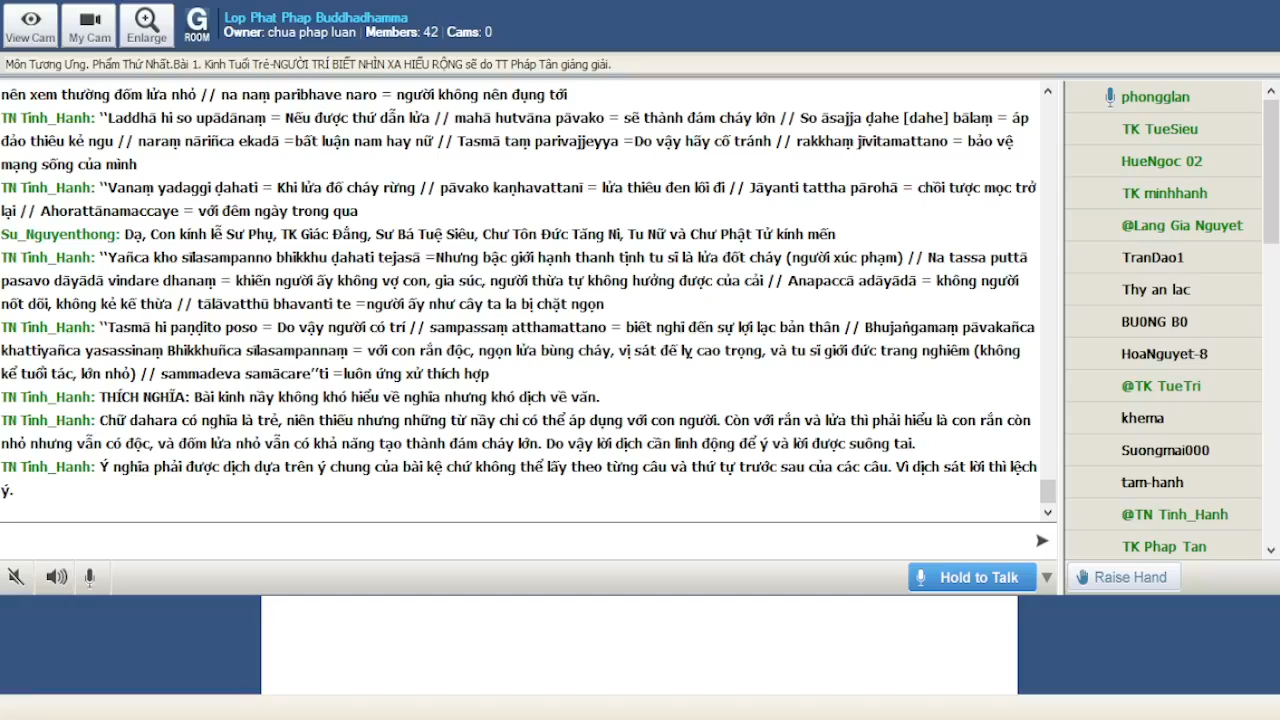 View Cam
My Cam
Enlarge
G
ROOM
Lop Phat Phap Buddhadhamma
Owner: chua phap luan | Members: 42 | Cams: 0
Môn Tương Ưng. Phẩm Thứ Nhất.Bài 1. Kinh Tuổi Trẻ-NGƯỜI TRÍ BIẾT NHÌN XA HIỂU RỘNG sẽ do TT Pháp Tân giảng giải.
nên xem thường đốm lửa nhỏ // na naṃ paribhave naro = người không nên đụng tới
TN Tinh_Hanh: ‘‘Laddhā hi so upādānaṃ = Nếu được thứ dẫn lửa // mahā hutvāna pāvako = sẽ thành đám cháy lớn // So āsajja ḍahe [dahe] bālaṃ = áp
đảo thiêu kẻ ngu // naraṃ nāriñca ekadā =bất luận nam hay nữ // Tasmā taṃ parivajjeyya =Do vậy hãy cố tránh // rakkhaṃ jīvitamattano = bảo vệ
mạng sống của mình
TN Tinh_Hanh: ‘‘Vanaṃ yadaggi ḍahati = Khi lửa đố cháy rừng // pāvako kaṇhavattanī = lửa thiêu đen lối đi // Jāyanti tattha pārohā = chồi tược mọc trở
lại // Ahorattānamaccaye = với đêm ngày trong qua
Su_Nguyenthong: Dạ, Con kính lễ Sư Phụ, TK Giác Đẳng, Sư Bá Tuệ Siêu, Chư Tôn Đức Tăng Ni, Tu Nữ và Chư Phật Tử kính mến
TN Tinh_Hanh: ‘‘Yañca kho sīlasampanno bhikkhu ḍahati tejasā =Nhưng bậc giới hạnh thanh tịnh tu sĩ là lửa đốt cháy (người xúc phạm) // Na tassa puttā
pasavo dāyādā vindare dhanaṃ = khiến người ấy không vợ con, gia súc, người thừa tự không hưởng được của cải // Anapaccā adāyādā = không người
nốt dõi, không kẻ kế thừa // tālāvatthū bhavanti te =người ấy như cây ta la bị chặt ngọn
TN Tinh_Hanh: ‘‘Tasmā hi paṇḍito poso = Do vậy người có trí // sampassaṃ atthamattano = biết nghĩ đến sự lợi lạc bản thân // Bhujaṅgamaṃ pāvakañca
khattiyañca yasassinaṃ Bhikkhuñca sīlasampannaṃ = với con rắn độc, ngọn lửa bùng cháy, vị sát đế lỵ cao trọng, và tu sĩ giới đức trang nghiêm (không
kể tuổi tác, lớn nhỏ) // sammadeva samācare’’ti =luôn ứng xử thích hợp
TN Tinh_Hanh: THÍCH NGHĨA: Bài kinh nầy không khó hiểu về nghĩa nhưng khó dịch về văn.
TN Tinh_Hanh: Chữ dahara có nghĩa là trẻ, niên thiếu nhưng những từ nầy chỉ có thể áp dụng với con người. Còn với rắn và lửa thì phải hiểu là con rắn còn
nhỏ nhưng vẫn có độc, và đốm lửa nhỏ vẫn có khả năng tạo thành đám cháy lớn. Do vậy lời dịch cần linh động để ý và lời được suông tai.
TN Tinh_Hanh: Ý nghĩa phải được dịch dựa trên ý chung của bài kệ chứ không thể lấy theo từng câu và thứ tự trước sau của các câu. Vì dịch sát lời thì lệch
ý.
phongglan
TK TueSieu
HueNgoc 02
TK minhhanh
@Lang Gia Nguyet
TranDao1
Thy an lac
BU0NG B0
HoaNguyet-8
@TK TueTri
khema
Suongmai000
tam-hanh
@TN Tinh_Hanh
TK Phap Tan
Hold to Talk
Raise Hand